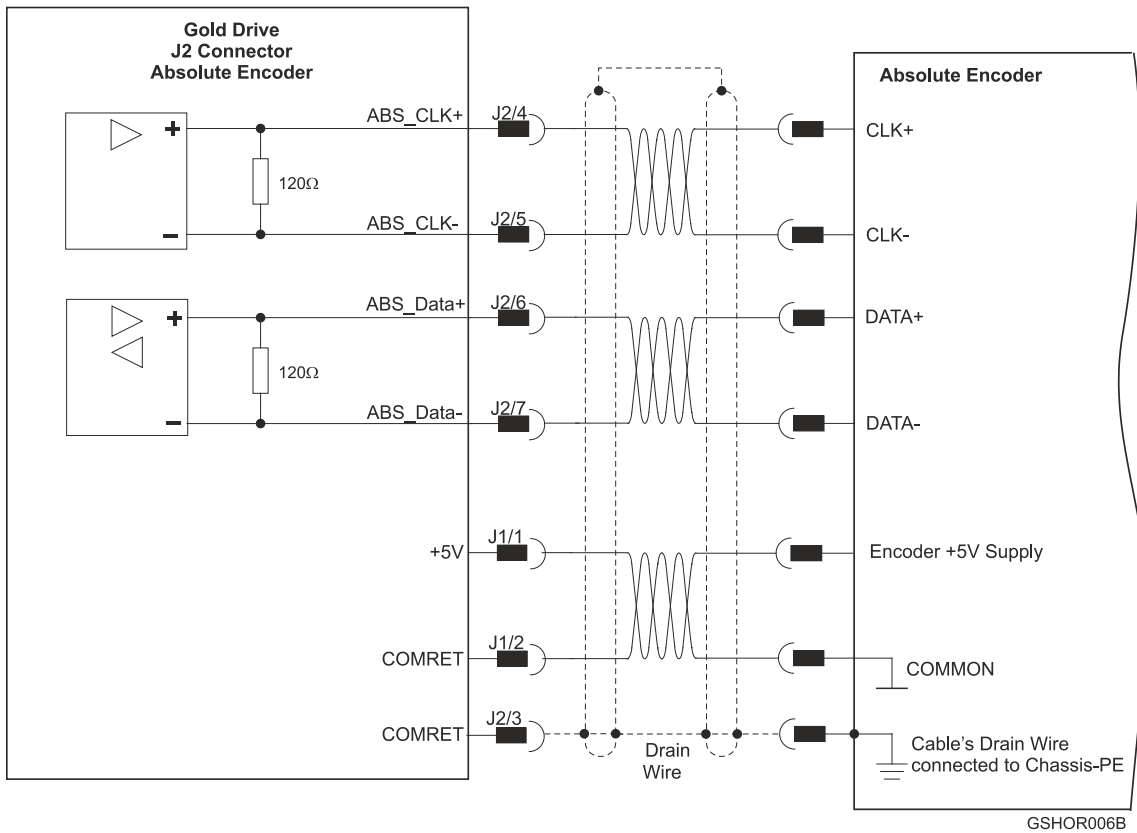 Gold Drive
J2 Connector
Absolute Encoder
Absolute Encoder
ABS_CLK+
J2/4
CLK+
+
120Ω
ABS_CLK-
J2/5
CLK-
-
ABS_Data+
J2/6
DATA+
+
120Ω
ABS_Data-
J2/7
DATA-
-
+5V
J1/1
Encoder +5V Supply
COMRET
J1/2
COMMON
COMRET
J2/3
Drain
Wire
Cable's Drain Wire
connected to Chassis-PE
GSHOR006B